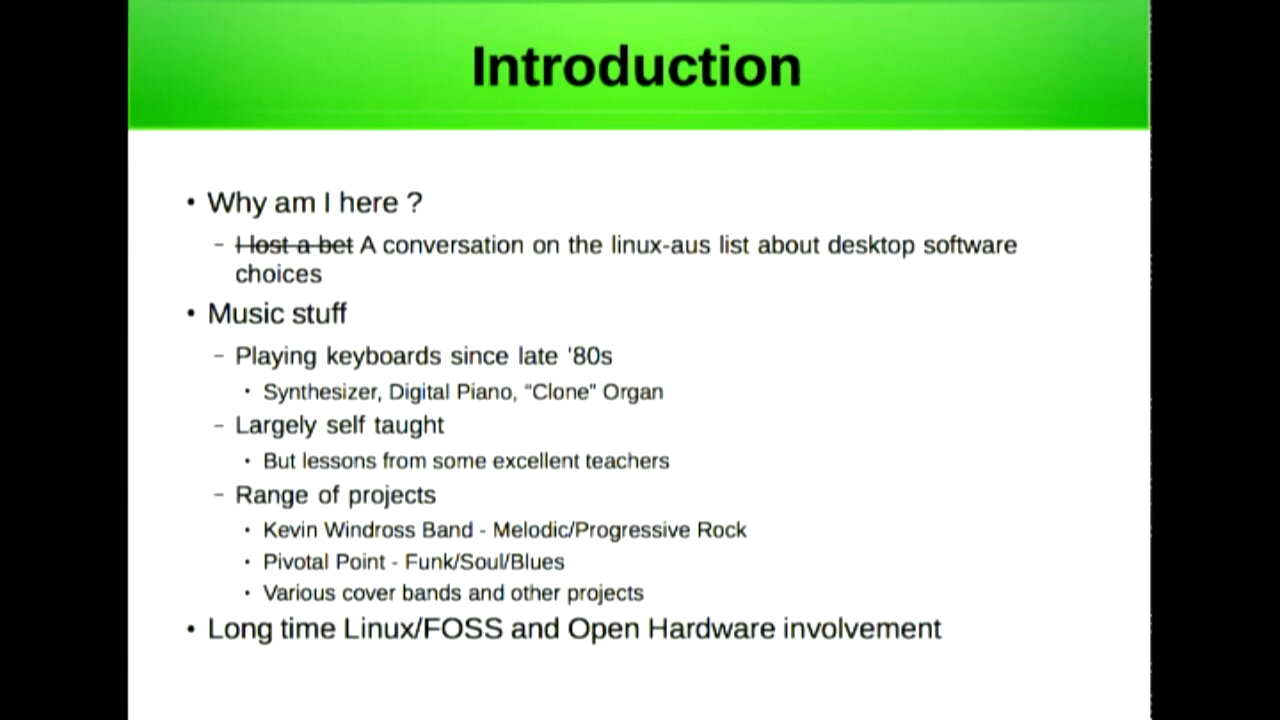 Introduction
• Why am I here ?
– I lost a bet A conversation on the linux-aus list about desktop software
choices
• Music stuff
– Playing keyboards since late '80s
• Synthesizer, Digital Piano, “Clone” Organ
– Largely self taught
• But lessons from some excellent teachers
– Range of projects
• Kevin Windross Band - Melodic/Progressive Rock
• Pivotal Point - Funk/Soul/Blues
• Various cover bands and other projects
• Long time Linux/FOSS and Open Hardware involvement